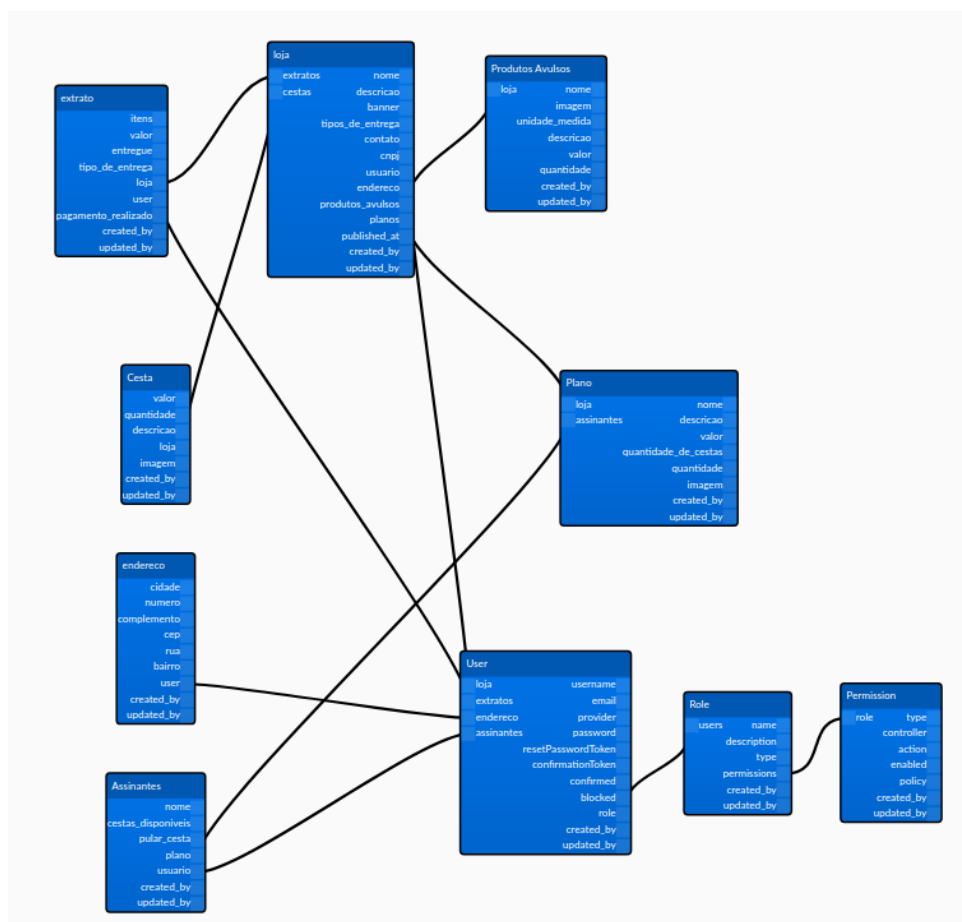 loja
extratos nome
cestas descricao
banner
tipos_de_entrega
contato
cnpj
usuario
endereco
produtos_avulsos
planos
published_at
created_by
updated_by
Produtos Avulsos
loja nome
imagem
unidade_medida
descricao
valor
quantidade
created_by
updated_by
extrato
itens
valor
entregue
tipo_de_entrega
loja
user
pagamento_realizado
created_by
updated_by
Cesta
valor
quantidade
descricao
loja
imagem
created_by
updated_by
Plano
loja nome
assinantes descricao
valor
quantidade_de_cestas
quantidade
imagem
created_by
updated_by
endereco
cidade
numero
complemento
cep
rua
bairro
user
created_by
updated_by
User
loja username
extratos email
endereco provider
assinantes password
resetPasswordToken
confirmationToken
confirmed
blocked
role
created_by
updated_by
Role
users name
description
type
permissions
created_by
updated_by
Permission
role type
controller
action
enabled
policy
created_by
updated_by
Assinantes
nome
cestas_disponiveis
pular_cesta
plano
usuario
created_by
updated_by